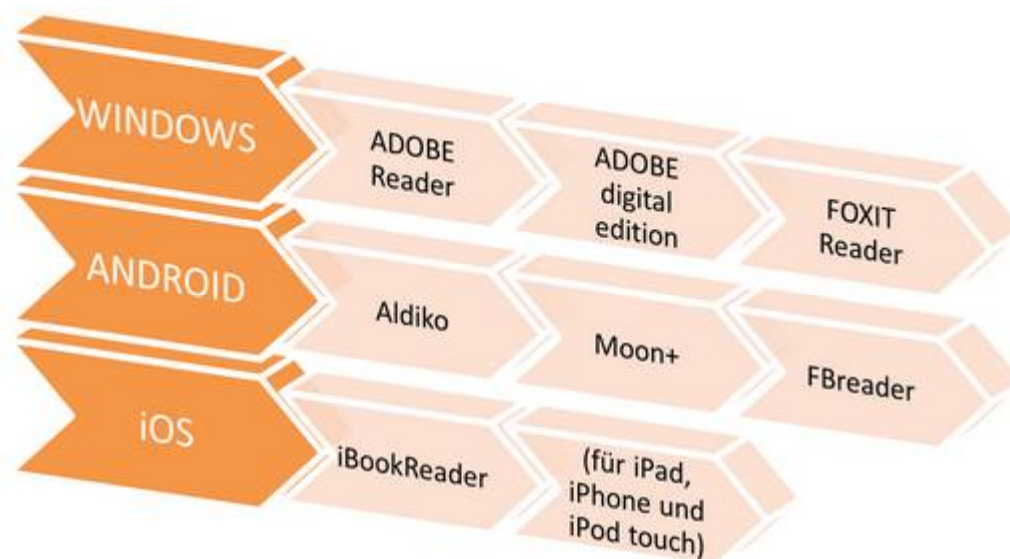 WINDOWS
ADOBE
Reader
ADOBE
digital
edition
FOXIT
Reader
ANDROID
Aldiko
Moon+
FBreader
iOS
iBookReader
(für iPad,
iPhone und
iPod touch)